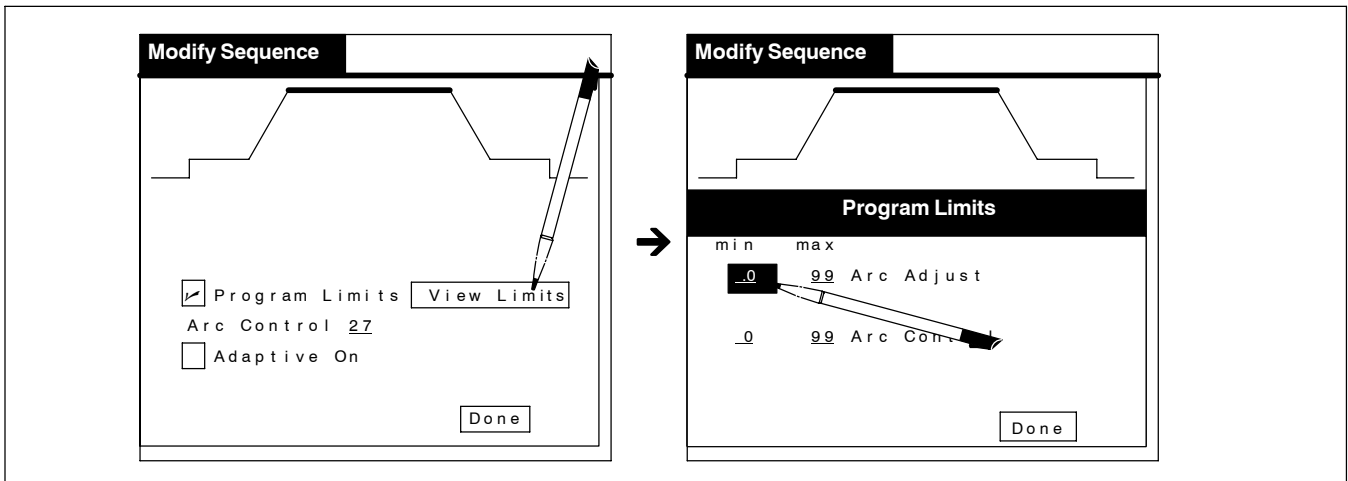 Modify Sequence
Program Limits View Limits
Arc Control 27
Adaptive On
Done
Modify Sequence
Program Limits
min max
.0 99 Arc Adjust
0 99 Arc
Done